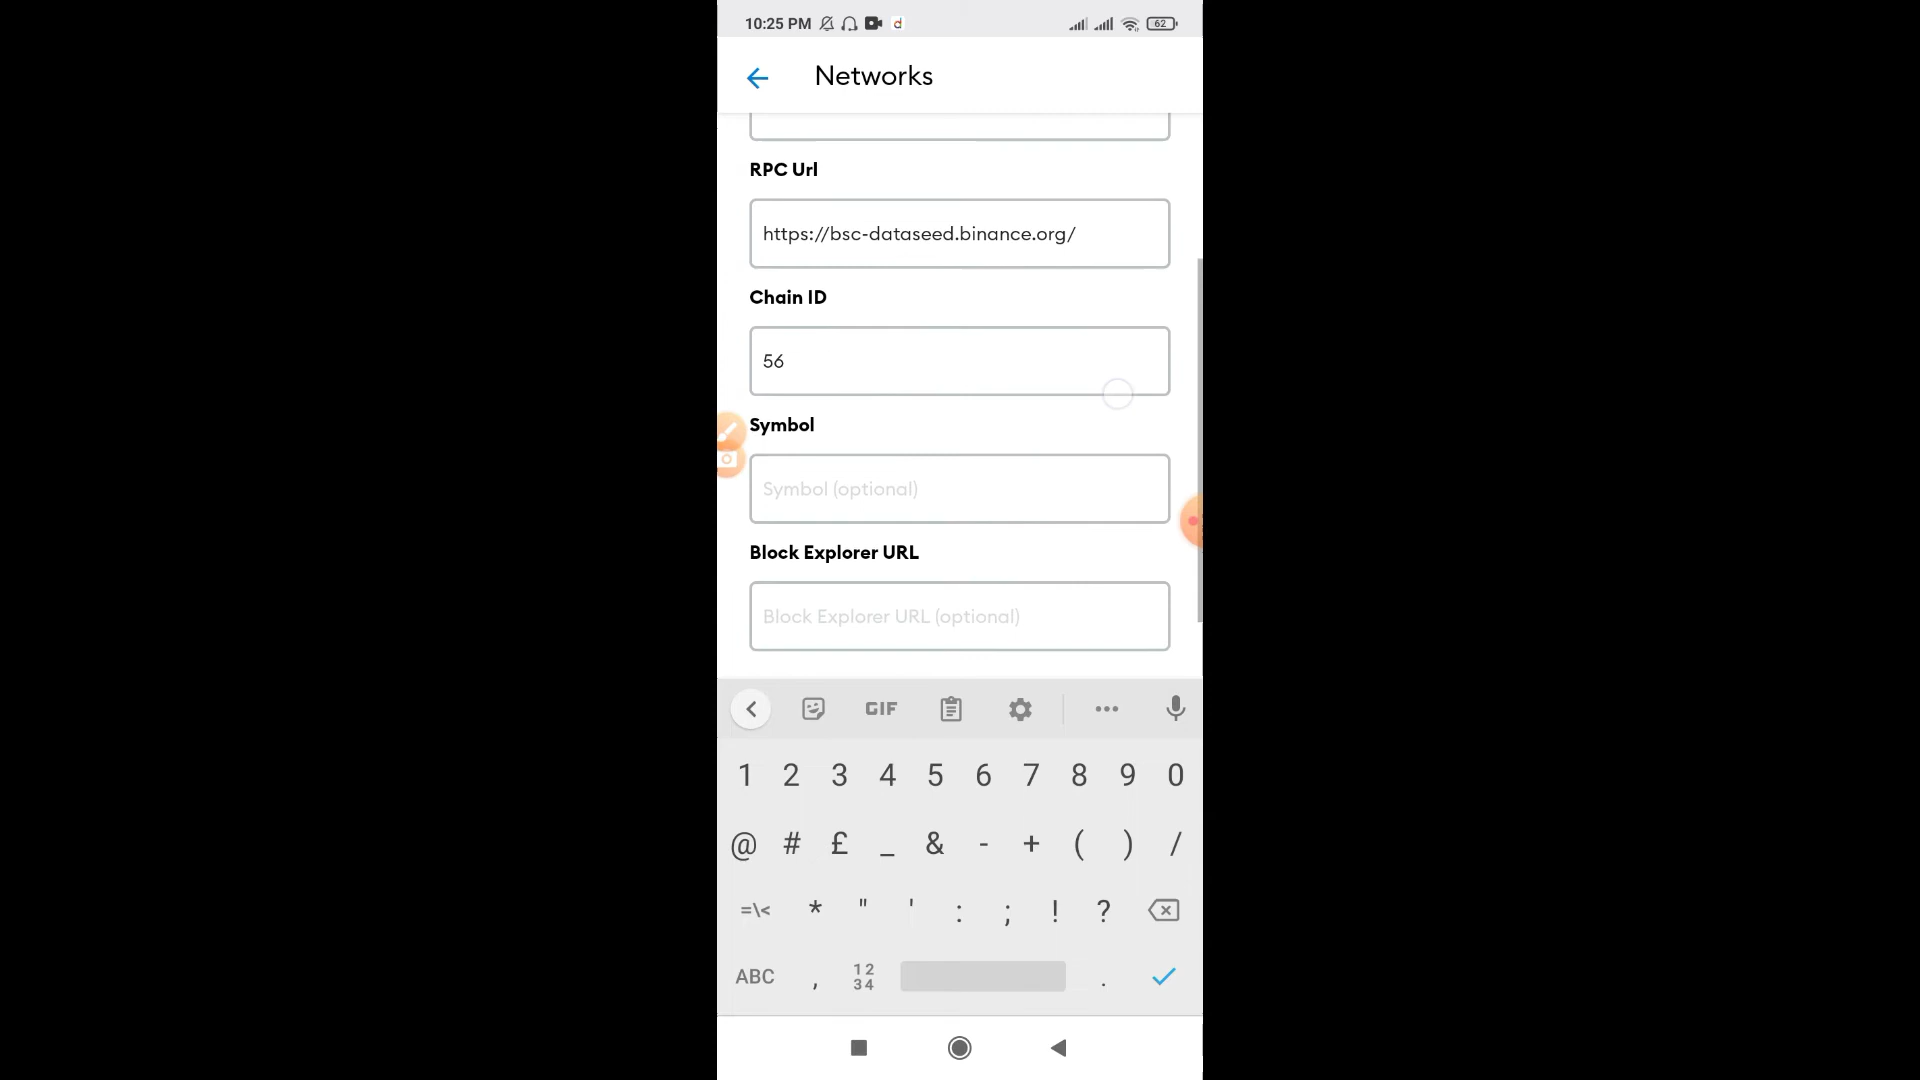 10:25 PM d 62
Networks
RPC Url
https://bsc-dataseed.binance.org/
Chain ID
56
Symbol
Symbol (optional)
Block Explorer URL
Block Explorer URL (optional)
GIF
1 2 3 4 5 6 7 8 9 0
@ # £ _ & - + ( ) /
=\< * " ' : ; ! ?
ABC , 12 34 .